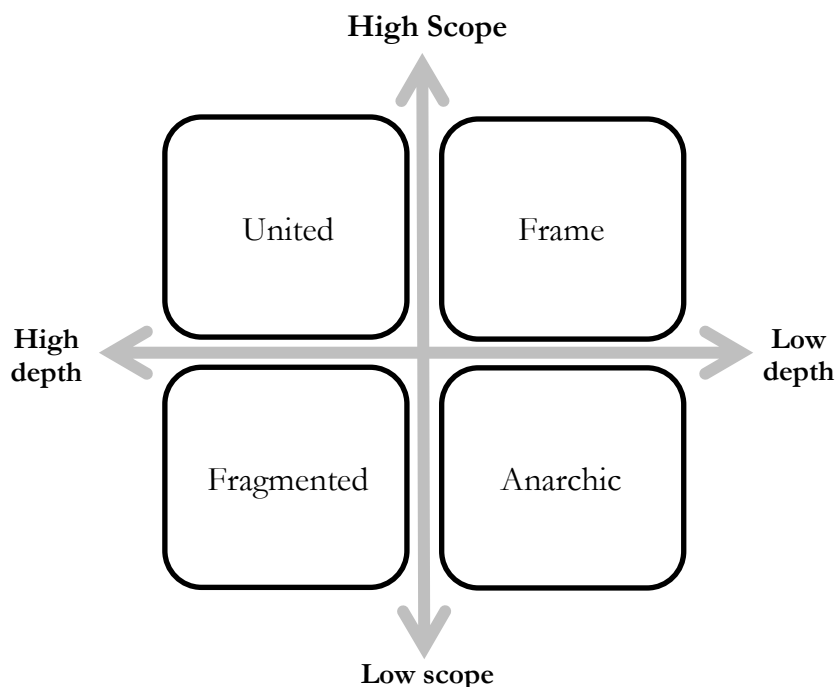 High Scope
United
Frame
High
depth
Low
depth
Fragmented
Anarchic
Low scope